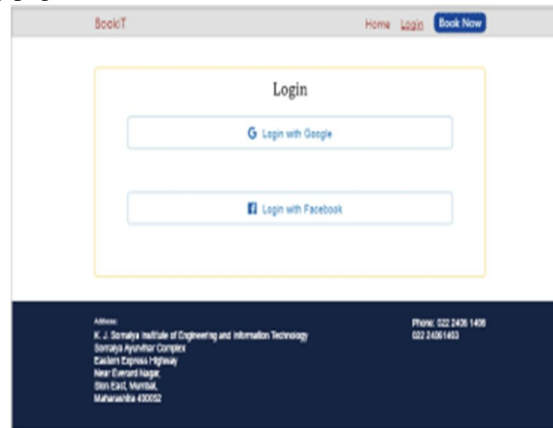 BookIT
Home Login Book Now
Login
G Login with Google
Login with Facebook
Address:
K. J. Somaiya Institute of Engineering and Information Technology
Somaiya Ayurvihar Complex
Eastern Express Highway
Near Everard Nagar,
Sion East, Mumbai,
Maharashtra 400022
Phone: 022 2406 1408
022 24061403